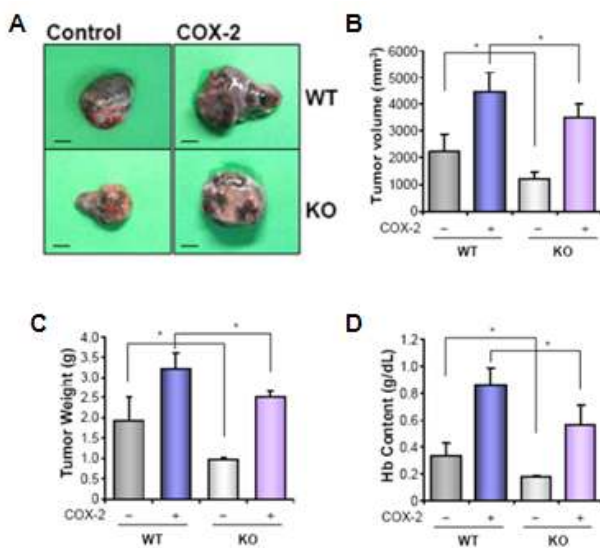 A
Control COX-2
WT
KO
B
Tumor volume (mm³)
6000
5000
4000
3000
2000
1000
0
* *
COX-2 – + – +
WT KO
C
Tumor Weight (g)
4.0
3.5
3.0
2.5
2.0
1.5
1.0
0.5
0
* *
COX-2 – + – +
WT KO
D
Hb Content (g/dL)
1.2
1.0
0.8
0.6
0.4
0.2
0
* *
COX-2 – + – +
WT KO